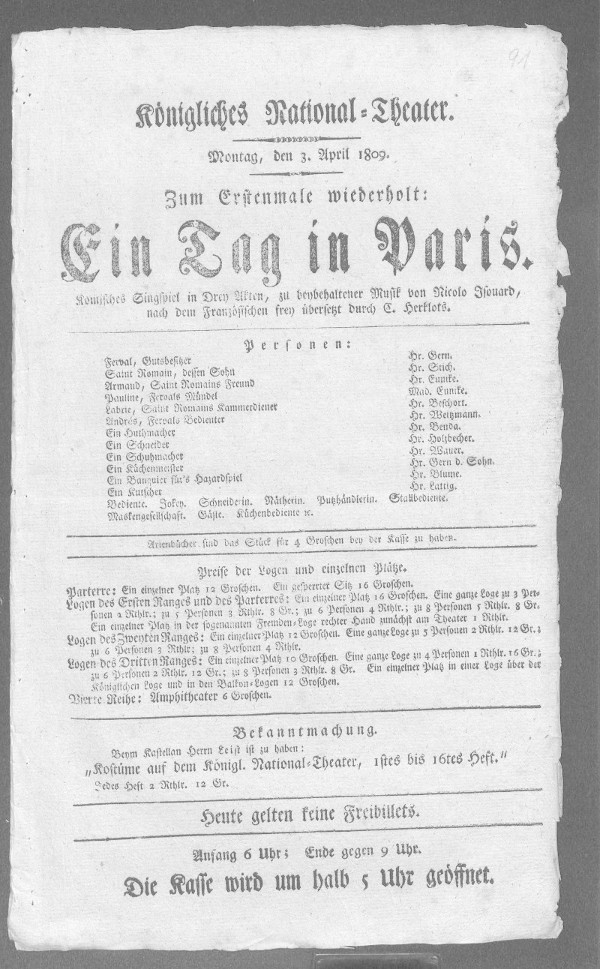 91
Königliches National-Theater.
Montag, den 3. April 1809.
Zum Erstenmale wiederholt:
Ein Tag in Paris.
Komisches Singspiel in Drey Akten, zu beybehaltener Musik von Nicolo Isouard,
nach dem Französischen frey übersetzt durch C. Herklots.
Personen:
Ferval, Gutsbesitzer Hr. Gern.
Saint Romain, dessen Sohn Hr. Stich.
Armand, Saint Romains Freund Hr. Eunike.
Pauline, Fervals Mündel Mad. Eunike.
Labrie, Saint Romains Kammerdiener Hr. Beschort.
Andrés, Fervals Bedienter Hr. Weitzmann.
Ein Huthmacher Hr. Benda.
Ein Schneider Hr. Holzbecher.
Ein Schuhmacher Hr. Wauer.
Ein Küchenmeister Hr. Gern d. Sohn.
Ein Banquier für's Hazardspiel Hr. Blume.
Ein Kutscher Hr. Lattig.
Bediente. Jokey. Schneiderin. Nätherin. Putzhändlerin. Stallbediente.
Maskengesellschaft. Gäste. Küchenbediente ꝛc.
Arienbücher sind das Stück für 4 Groschen bey der Kasse zu haben.
Preise der Logen und einzelnen Plätze.
Parterre: Ein einzelner Platz 12 Groschen. Ein gesperrter Sitz 16 Groschen.
Logen des Ersten Ranges und des Parterres: Ein einzelner Platz 16 Groschen. Eine ganze Loge zu 3 Per-
sonen 2 Rthlr.; zu 5 Personen 3 Rthlr. 8 Gr.; zu 6 Personen 4 Rthlr.; zu 8 Personen 5 Rthlr. 8 Gr.
Ein einzelner Platz in der sogenannten Fremden-Loge rechter Hand zunächst am Theater 1 Rthlr.
Logen des Zweyten Ranges: Ein einzelner Platz 12 Groschen. Eine ganze Loge zu 5 Personen 2 Rthlr. 12 Gr.;
zu 6 Personen 3 Rthlr.; zu 8 Personen 4 Rthlr.
Logen des Dritten Ranges: Ein einzelner Platz 10 Groschen. Eine ganze Loge zu 4 Personen 1 Rthlr. 16 Gr.;
zu 6 Personen 2 Rthlr. 12 Gr.; zu 8 Personen 3 Rthlr. 8 Gr. Ein einzelner Platz in einer Loge über der
Königlichen Loge und in den Balkon-Logen 12 Groschen.
Vierte Reihe: Amphitheater 6 Groschen.
Bekanntmachung.
Beym Kastellan Herrn Leist ist zu haben:
„Kostüme auf dem Königl. National-Theater, 1stes bis 16tes Heft."
Jedes Heft 2 Rthlr. 12 Gr.
Heute gelten keine Freibillets.
Anfang 6 Uhr; Ende gegen 9 Uhr.
Die Kasse wird um halb 5 Uhr geöffnet.